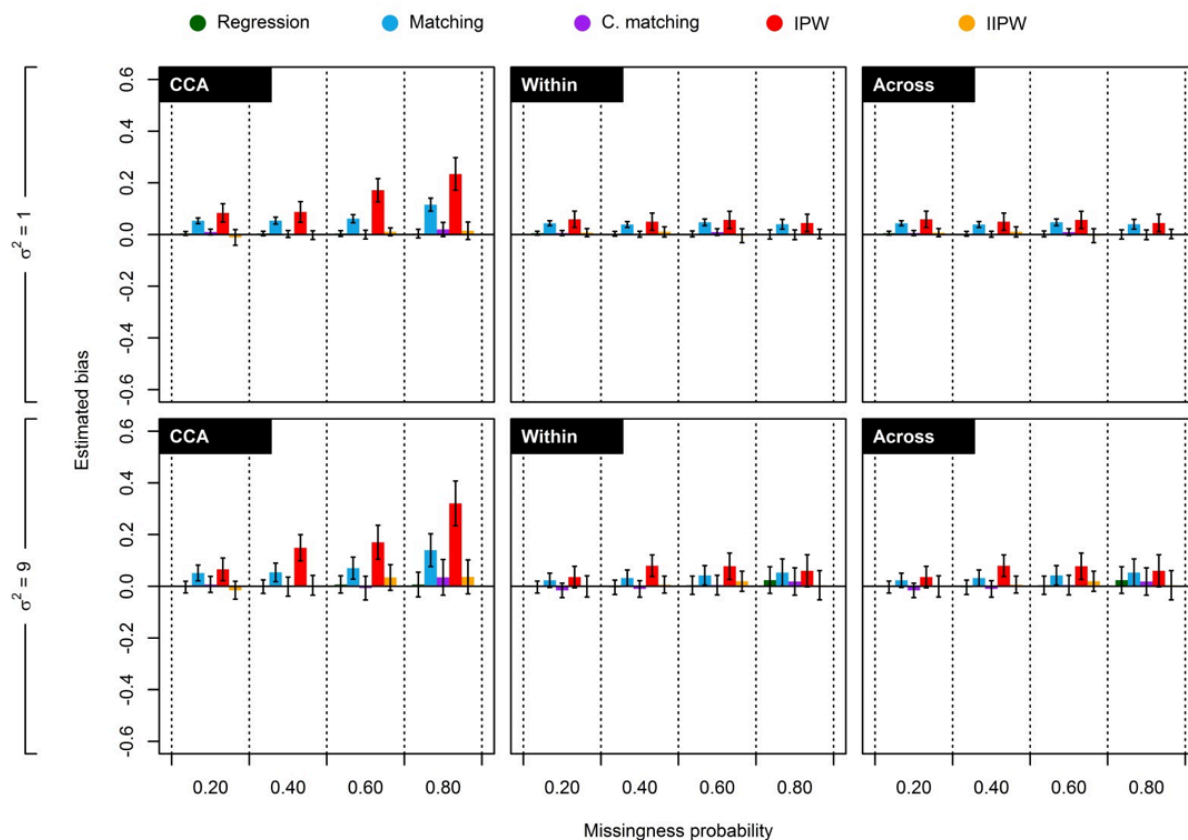 Regression Matching C. matching IPW IIPW
σ² = 1
Estimated bias
CCA Within Across
0.6
0.4
0.2
0.0
-0.2
-0.4
-0.6
σ² = 9
CCA Within Across
0.6
0.4
0.2
0.0
-0.2
-0.4
-0.6
0.20 0.40 0.60 0.80 0.20 0.40 0.60 0.80 0.20 0.40 0.60 0.80
Missingness probability